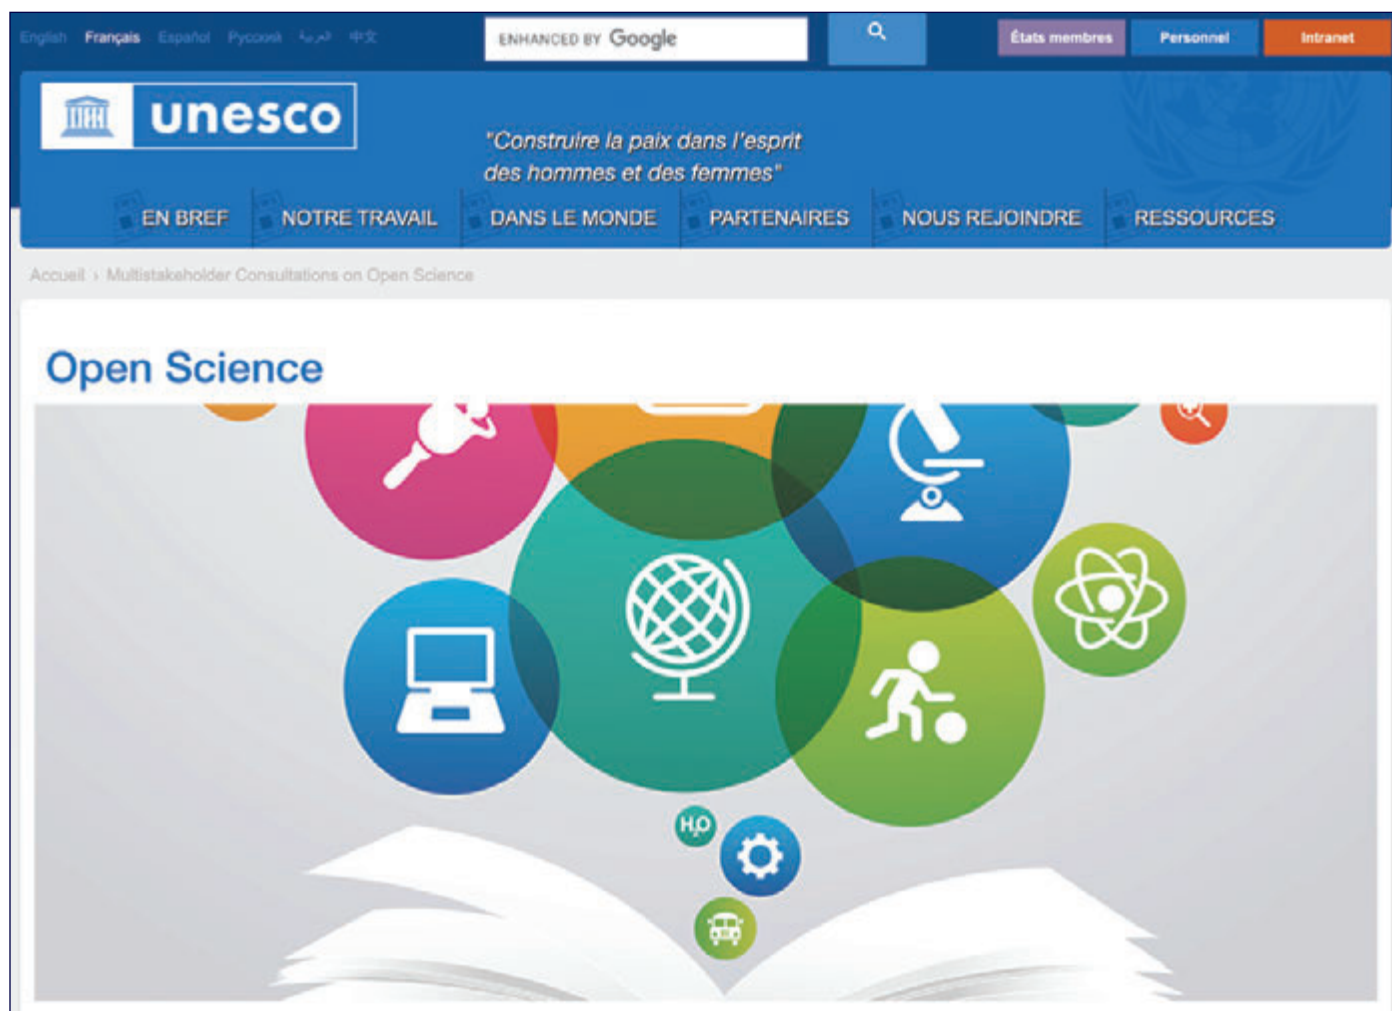 English Français Español Русский العربية 中文
ENHANCED BY Google
États membres Personnel Intranet
unesco
"Construire la paix dans l'esprit
des hommes et des femmes"
EN BREF NOTRE TRAVAIL DANS LE MONDE PARTENAIRES NOUS REJOINDRE RESSOURCES
Accueil › Multistakeholder Consultations on Open Science
Open Science
H₂O